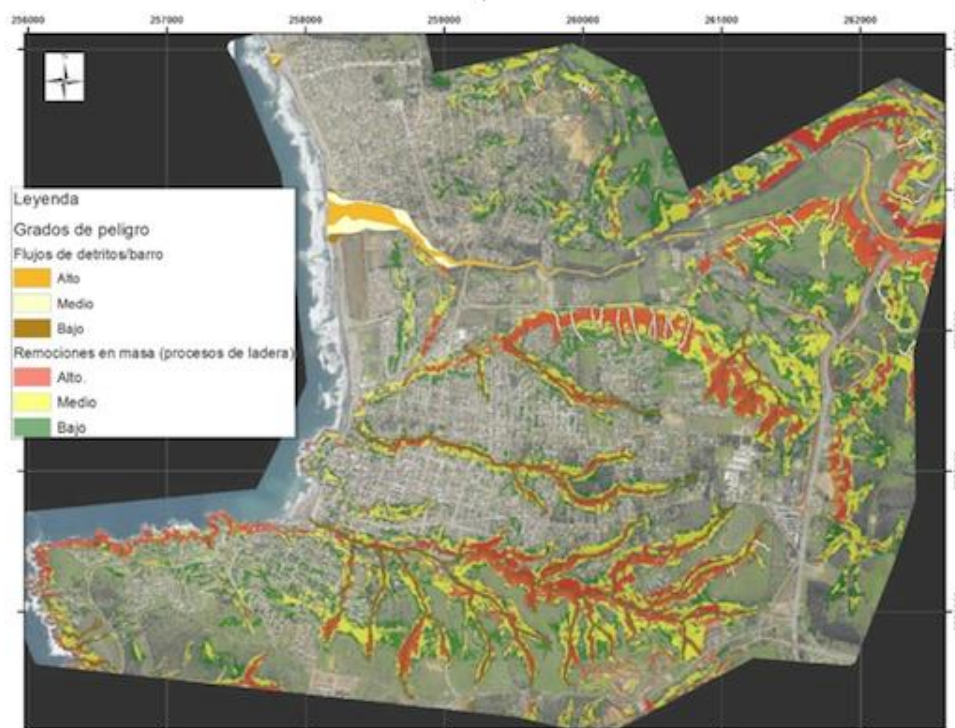 256000 257000 258000 259000 260000 261000 262000
Leyenda
Grados de peligro
Flujos de detritos/barro
Alto
Medio
Bajo
Remociones en masa (procesos de ladera)
Alto.
Medio
Bajo